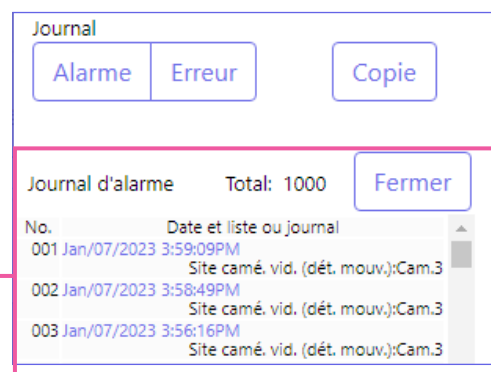 Journal
Alarme Erreur Copie
Journal d'alarme Total: 1000 Fermer
No. Date et liste ou journal
001 Jan/07/2023 3:59:09PM
Site camé. vid. (dét. mouv.):Cam.3
002 Jan/07/2023 3:58:49PM
Site camé. vid. (dét. mouv.):Cam.3
003 Jan/07/2023 3:56:16PM
Site camé. vid. (dét. mouv.):Cam.3